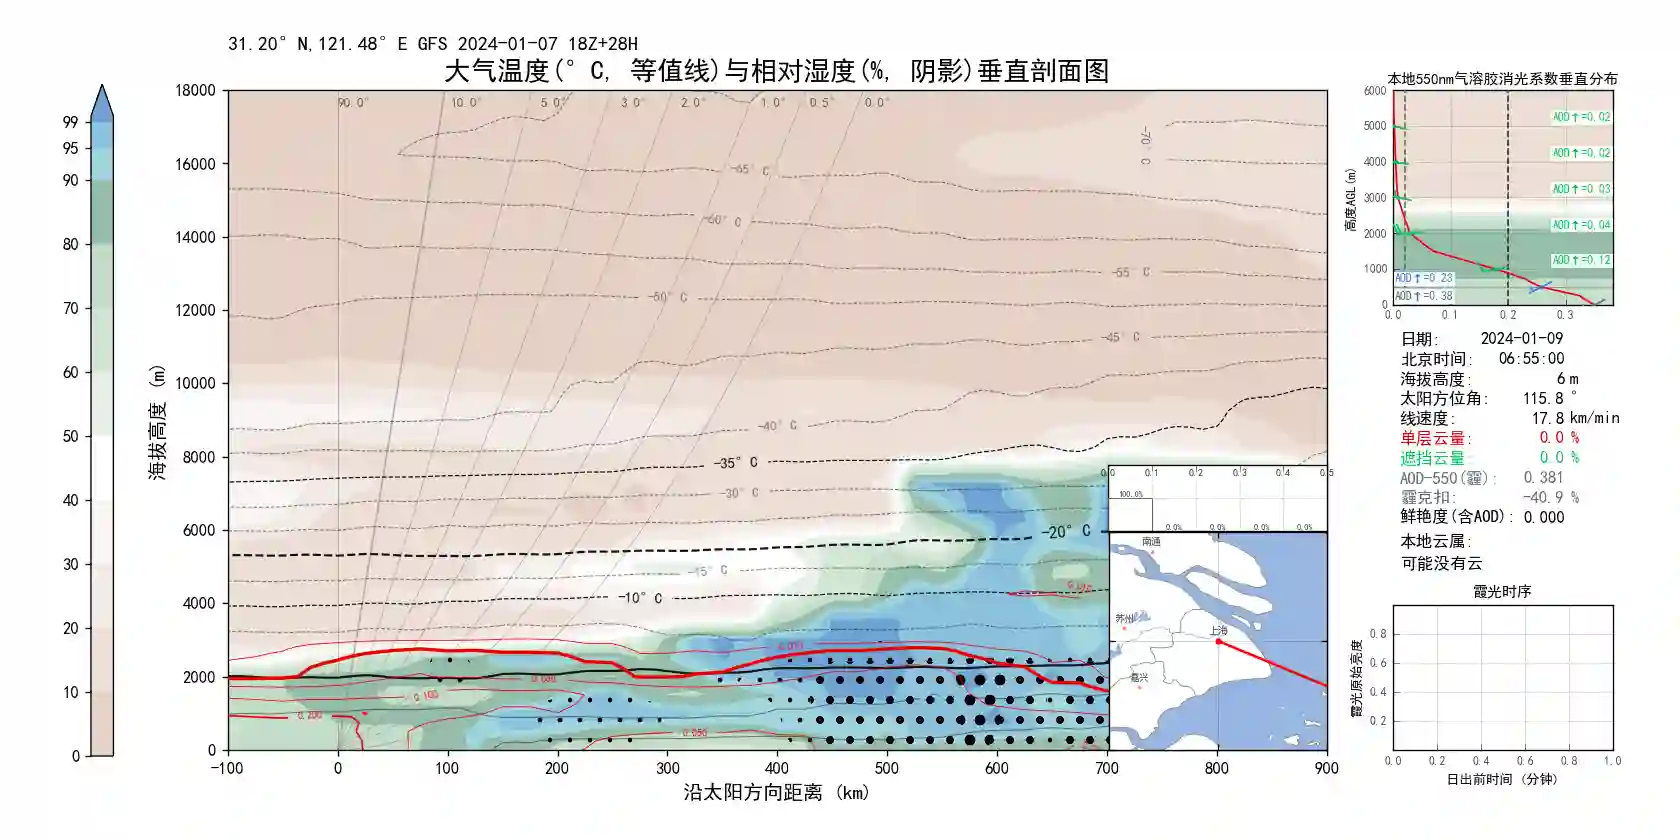 31.20° N,121.48° E GFS 2024-01-07 18Z+28H
大气温度(° C, 等值线)与相对湿度(%, 阴影)垂直剖面图
99
95
90
80
70
60
50
40
30
20
10
0
海拔高度 (m)
18000
16000
14000
12000
10000
8000
6000
4000
2000
0
90.0° 10.0° 5.0° 3.0° 2.0° 1.0° 0.5° 0.0°
-70° C
-65° C
-60° C
-55 °C
-50° C
-45° C
-40° C
-35° C
-30° C
-20° C
-15° C
-10° C
0.100
0.200
0.050
-100 0 100 200 300 400 500 600 700 800 900
沿太阳方向距离 (km)
0.0 0.1 0.2 0.3 0.4 0.5
100.0%
0.0% 0.0% 0.0% 0.0%
南通
苏州
上海
嘉兴
本地550nm气溶胶消光系数垂直分布
高度AGL(m)
6000
5000
4000
3000
2000
1000
0
AOD↑=0.02
AOD↑=0.02
AOD↑=0.03
AOD↑=0.04
AOD↑=0.12
AOD↑=0.23
AOD↑=0.38
0.0 0.1 0.2 0.3
日期: 2024-01-09
北京时间: 06:55:00
海拔高度: 6 m
太阳方位角: 115.8 °
线速度: 17.8 km/min
单层云量: 0.0 %
遮挡云量: 0.0 %
AOD-550(霾): 0.381
霾克扣: -40.9 %
鲜艳度(含AOD): 0.000
本地云属:
可能没有云
霞光时序
霞光原始亮度
0.8
0.6
0.4
0.2
0.0 0.2 0.4 0.6 0.8 1.0
日出前时间 (分钟)